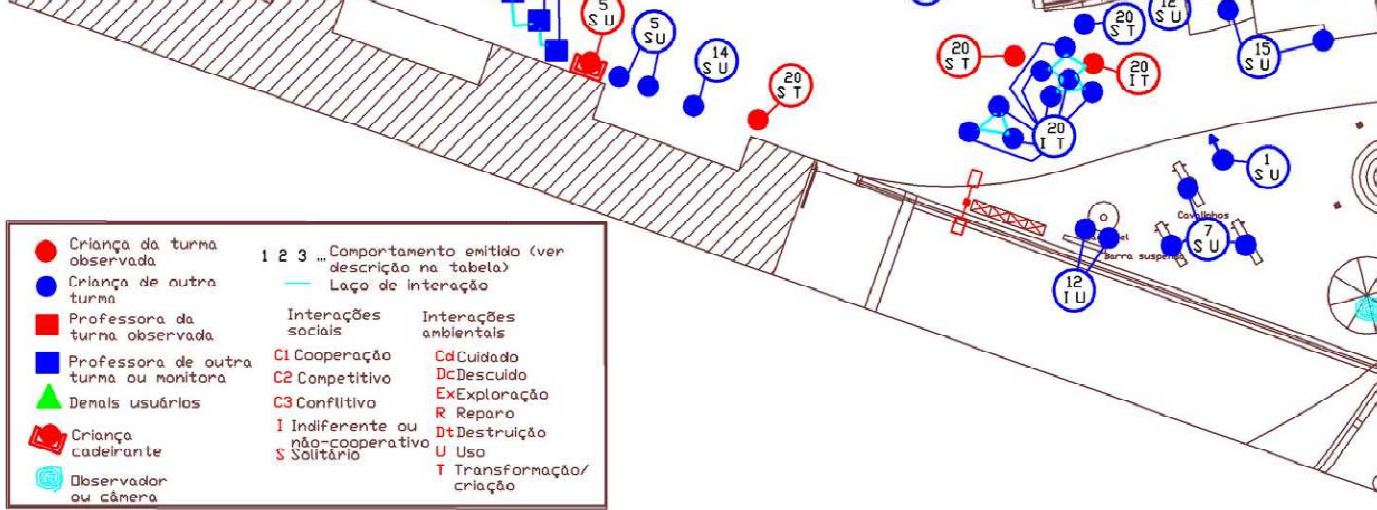 5
S U
5
S U
14
S U
20
S T
20
S T
20
S T
12
S U
15
S U
20
I T
20
I T
1
S U
Cavalinhos
7
S U
Barra suspensa
12
I U
Criança da turma
observada
Criança de outra
turma
Professora da
turma observada
Professora de outra
turma ou monitora
Demais usuários
Criança
cadeirante
Observador
ou câmera
1 2 3 ... Comportamento emitido (ver
descrição na tabela)
Laço de interação
Interações
sociais
C1 Cooperação
C2 Competitivo
C3 Conflitivo
I Indiferente ou
não-cooperativo
S Solitário
Interações
ambientais
Cd Cuidado
Dc Descuido
Ex Exploração
R Reparo
Dt Destruição
U Uso
T Transformação/
criação